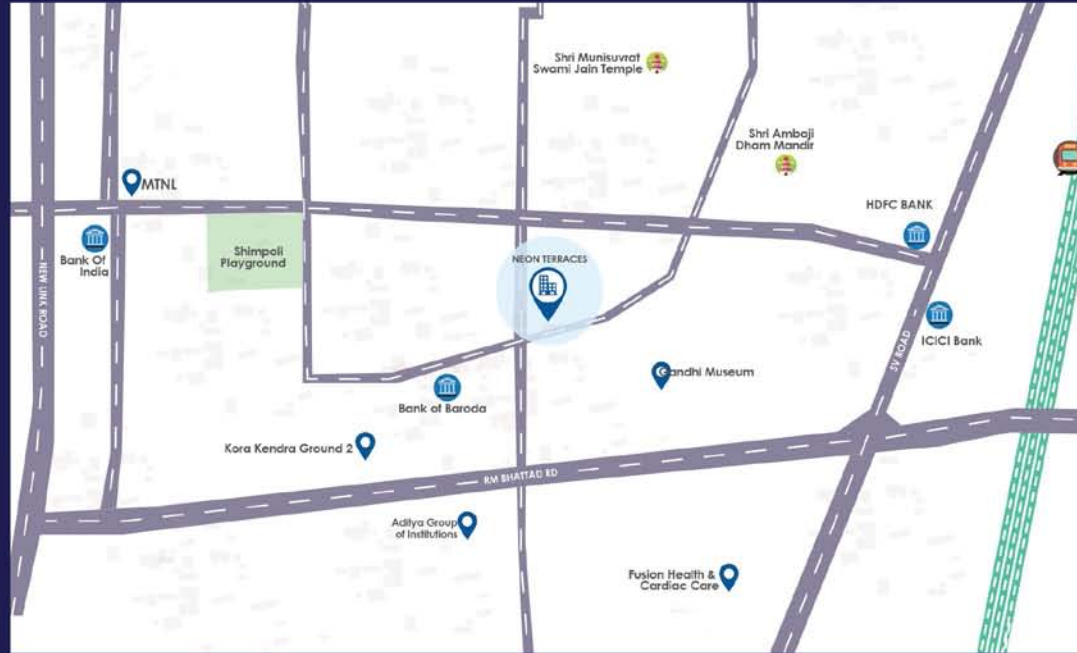 Shri Munisuvrat
Swami Jain Temple
Shri Ambaji
Dham Mandir
MTNL
HDFC BANK
Bank Of
India
Shimpoli
Playground
NEON TERRACES
NEW LINK ROAD
ICICI Bank
SV ROAD
Gandhi Museum
Bank of Baroda
Kora Kendra Ground 2
RM BHATTAD RD
Aditya Group
of Institutions
Fusion Health &
Cardiac Care